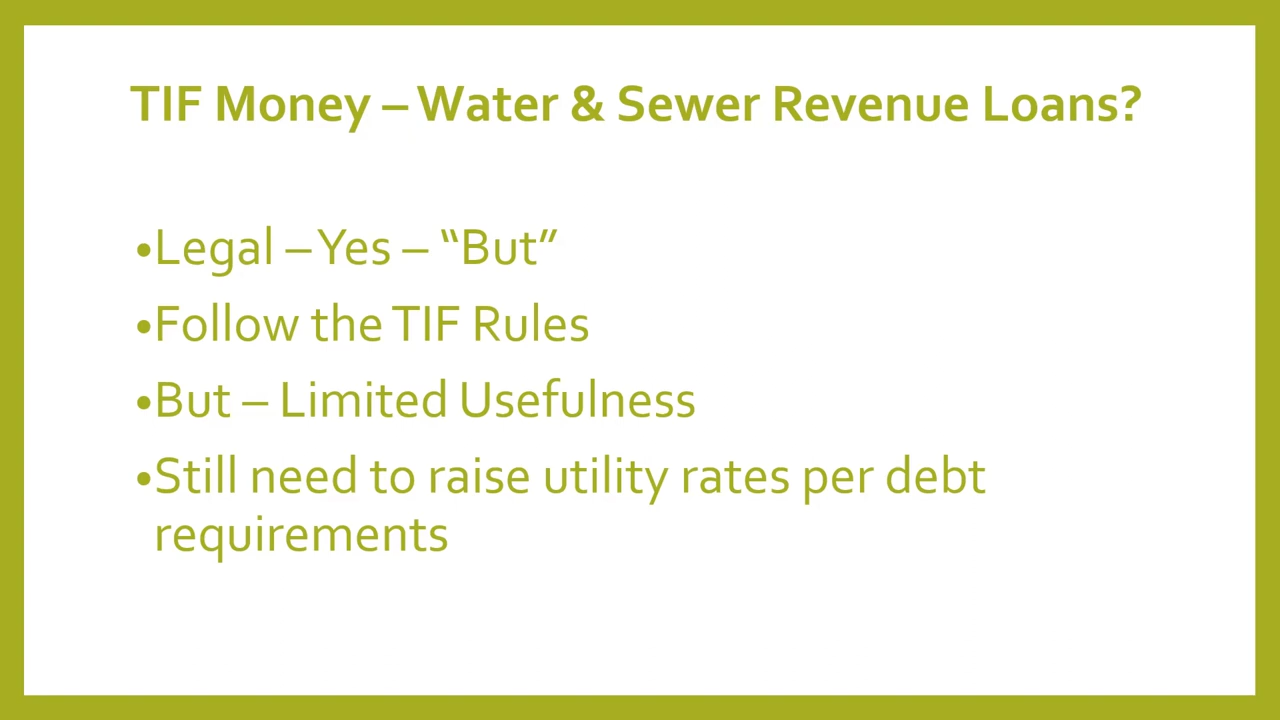 TIF Money – Water & Sewer Revenue Loans?
•Legal – Yes – “But”
•Follow the TIF Rules
•But – Limited Usefulness
•Still need to raise utility rates per debt
requirements